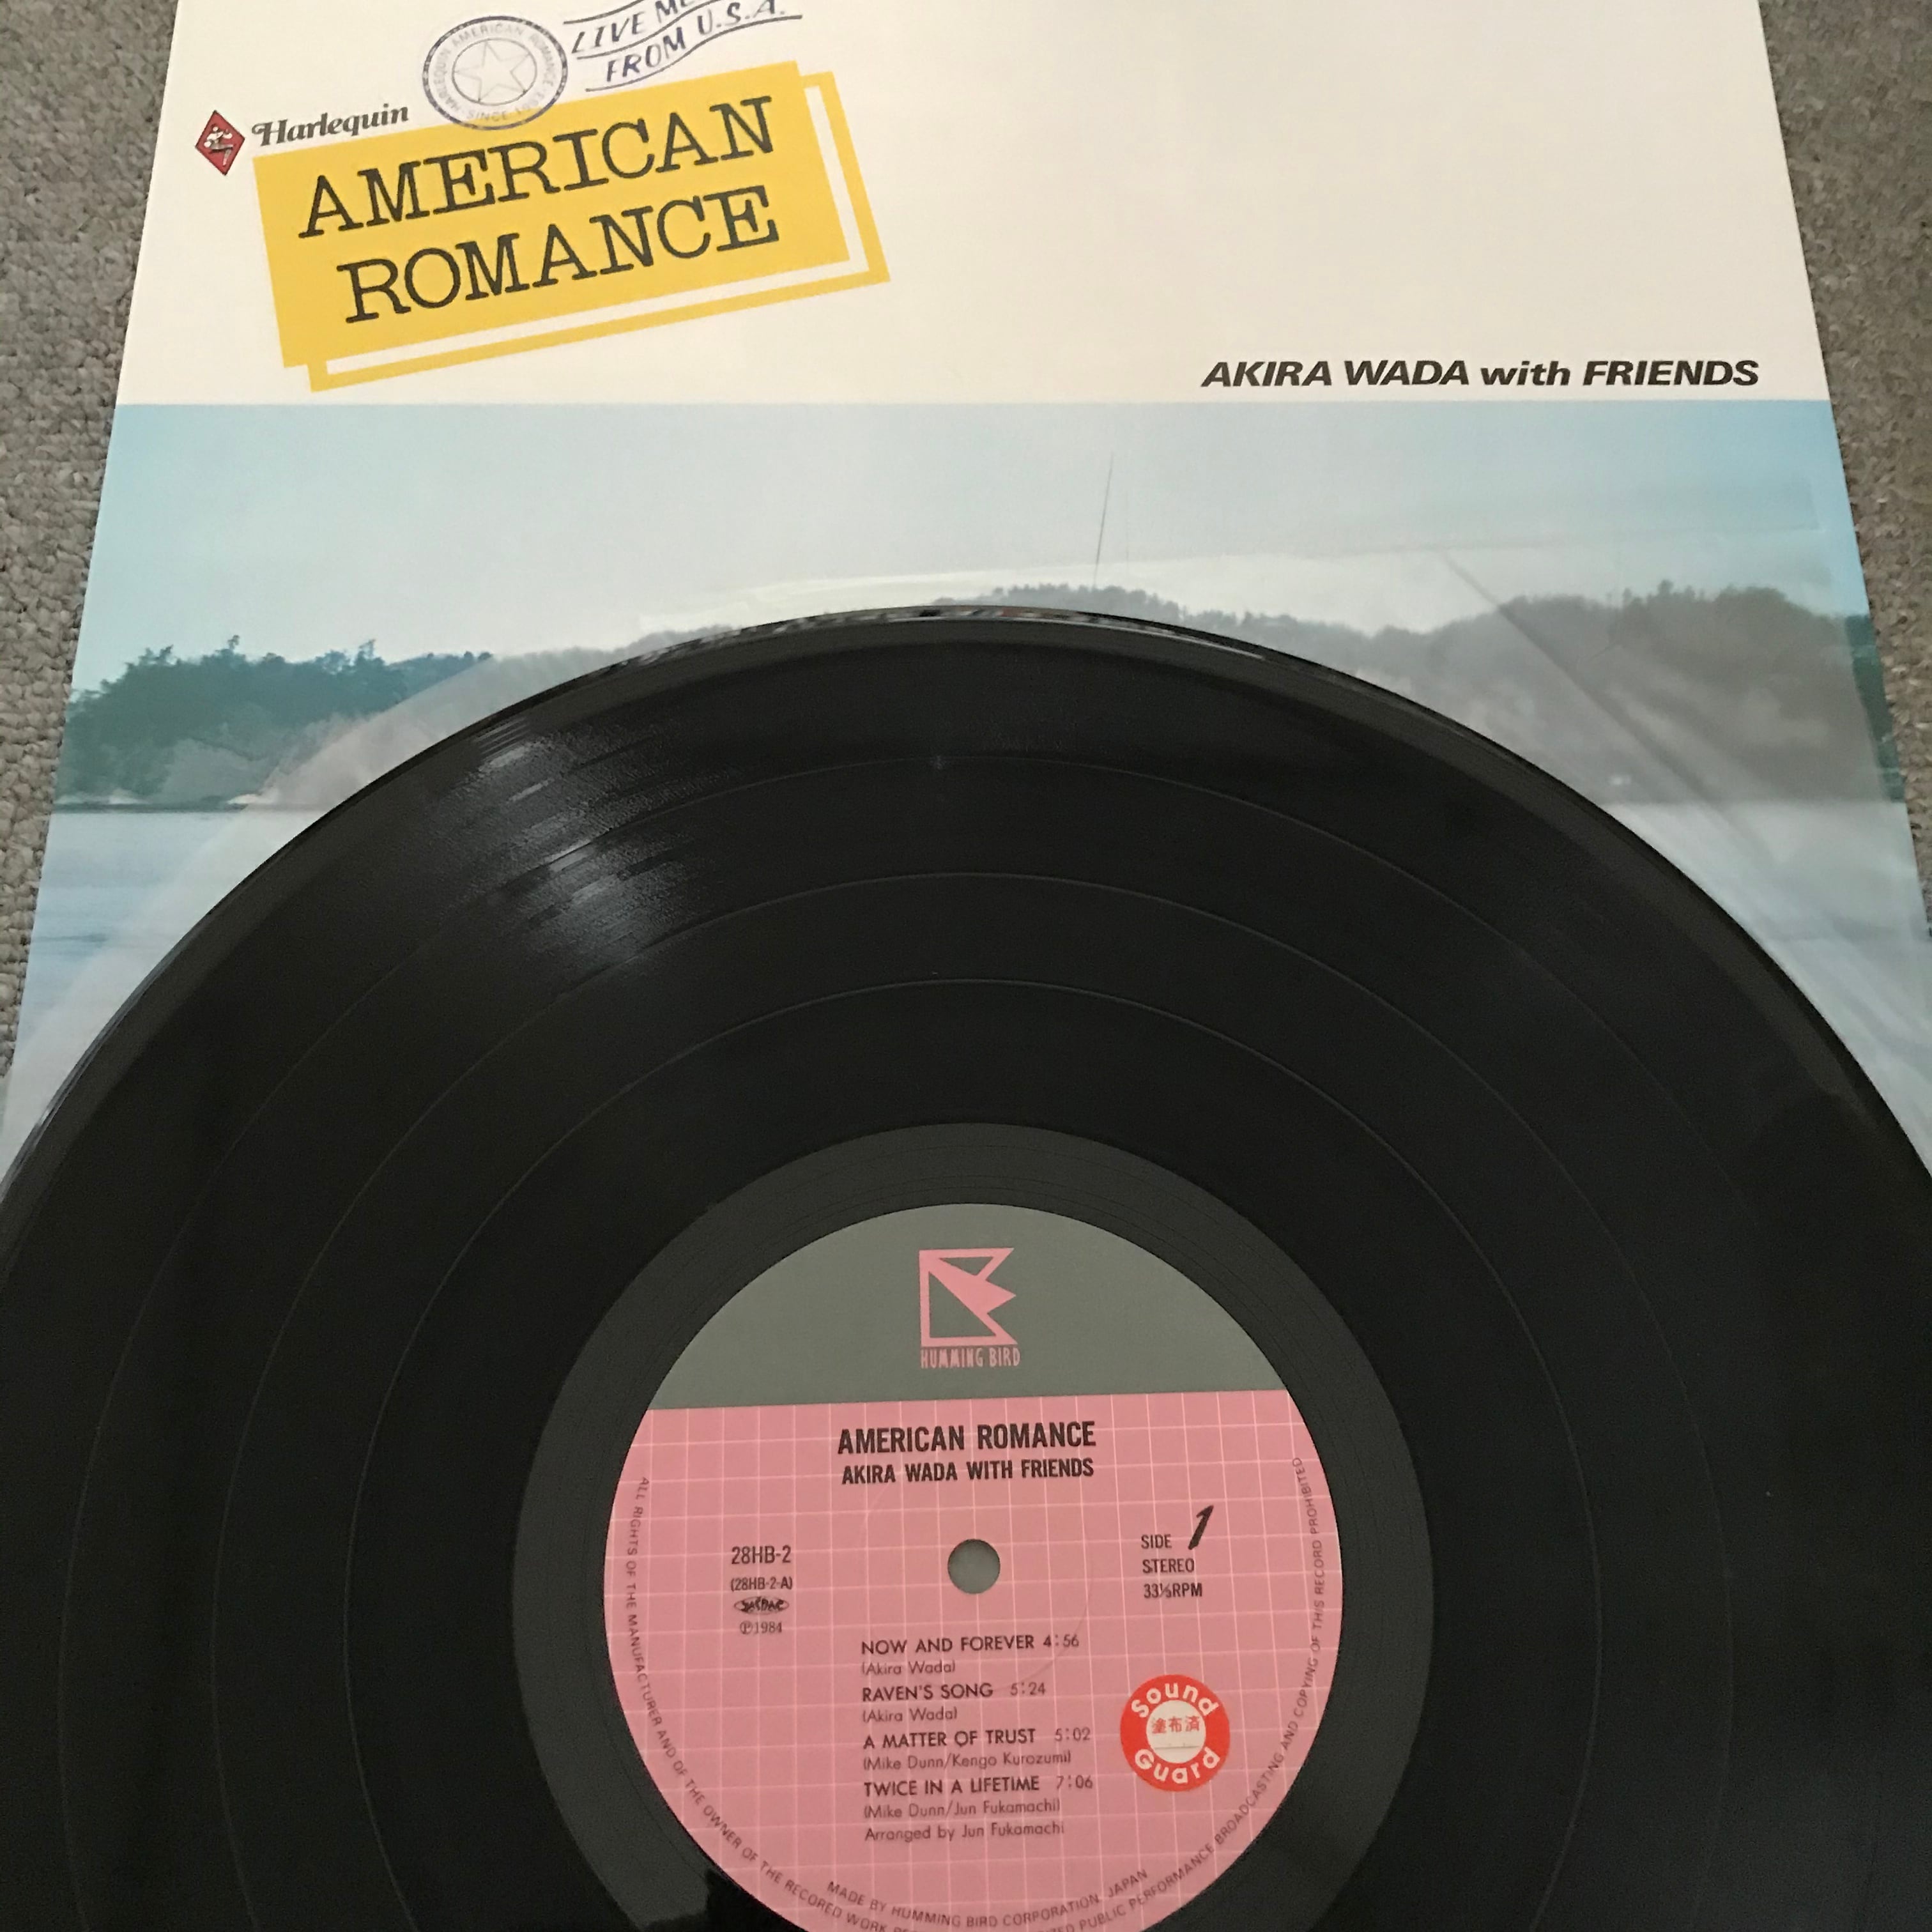 LIVE
FROM U.S.A.
HARLEQUIN AMERICAN ROMANCE
SINCE
Harlequin
AMERICAN
ROMANCE
AKIRA WADA with FRIENDS
HUMMING BIRD
AMERICAN ROMANCE
AKIRA WADA WITH FRIENDS
28HB-2
(28HB-2-A)
JASRAC
Ⓟ1984
SIDE 1
STEREO
33⅓RPM
NOW AND FOREVER 4:56
(Akira Wada)
RAVEN'S SONG 5:24
(Akira Wada)
A MATTER OF TRUST 5:02
(Mike Dunn/Kengo Kurozumi)
TWICE IN A LIFETIME 7:06
(Mike Dunn/Jun Fukamachi)
Arranged by Jun Fukamachi
Sound
塗布済
Guard
ALL RIGHTS OF THE MANUFACTURER AND OF THE OWNER OF THE RECORDED WORK
PUBLIC PERFORMANCE BROADCASTING AND COPYING OF THIS RECORD PROHIBITED
MADE BY HUMMING BIRD CORPORATION, JAPAN